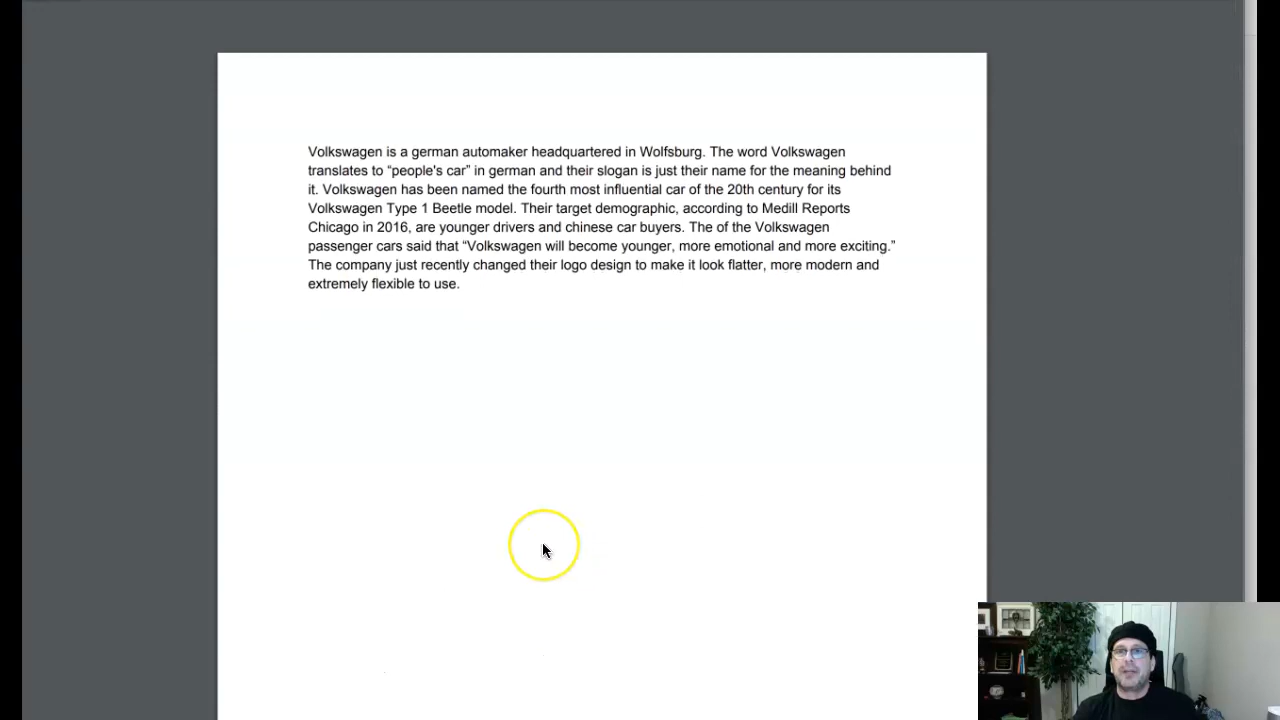 Volkswagen is a german automaker headquartered in Wolfsburg. The word Volkswagen
translates to “people's car” in german and their slogan is just their name for the meaning behind
it. Volkswagen has been named the fourth most influential car of the 20th century for its
Volkswagen Type 1 Beetle model. Their target demographic, according to Medill Reports
Chicago in 2016, are younger drivers and chinese car buyers. The of the Volkswagen
passenger cars said that “Volkswagen will become younger, more emotional and more exciting.”
The company just recently changed their logo design to make it look flatter, more modern and
extremely flexible to use.